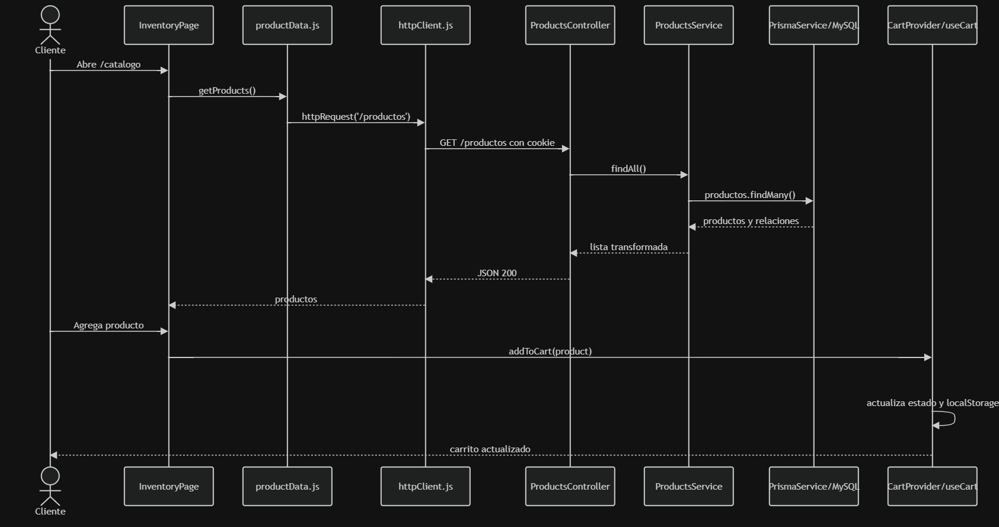 Cliente
InventoryPage
productData.js
httpClient.js
ProductsController
ProductsService
PrismaService/MySQL
CartProvider/useCart
Abre /catalogo
getProducts()
httpRequest('/productos')
GET /productos con cookie
findAll()
productos.findMany()
productos y relaciones
lista transformada
JSON 200
productos
Agrega producto
addToCart(product)
actualiza estado y localStorage
carrito actualizado
Cliente
InventoryPage
productData.js
httpClient.js
ProductsController
ProductsService
PrismaService/MySQL
CartProvider/useCart